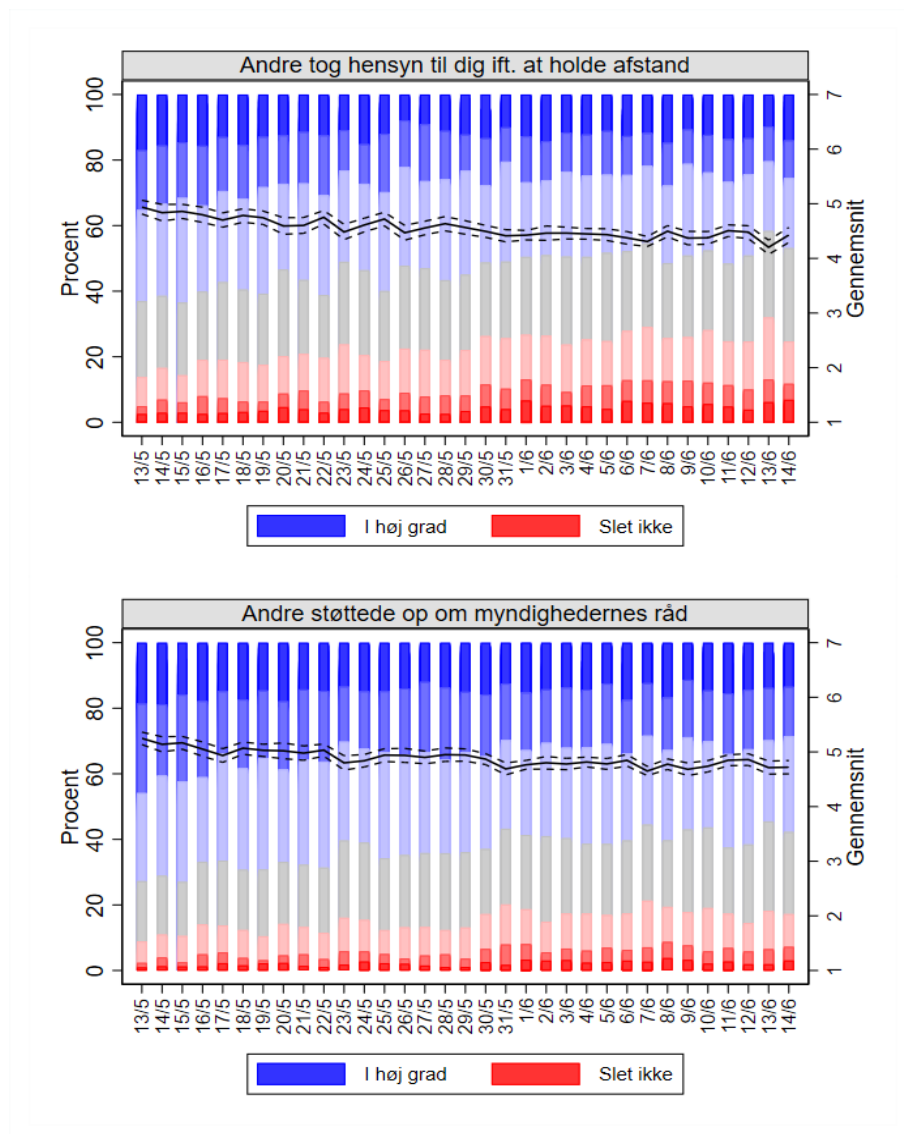 Andre tog hensyn til dig ift. at holde afstand
Procent
100
80
60
40
20
0
Gennemsnit
7
6
5
4
3
2
1
13/5 14/5 15/5 16/5 17/5 18/5 19/5 20/5 21/5 22/5 23/5 24/5 25/5 26/5 27/5 28/5 29/5 30/5 31/5 1/6 2/6 3/6 4/6 5/6 6/6 7/6 8/6 9/6 10/6 11/6 12/6 13/6 14/6
I høj grad Slet ikke
Andre støttede op om myndighedernes råd
Procent
100
80
60
40
20
0
Gennemsnit
7
6
5
4
3
2
1
13/5 14/5 15/5 16/5 17/5 18/5 19/5 20/5 21/5 22/5 23/5 24/5 25/5 26/5 27/5 28/5 29/5 30/5 31/5 1/6 2/6 3/6 4/6 5/6 6/6 7/6 8/6 9/6 10/6 11/6 12/6 13/6 14/6
I høj grad Slet ikke